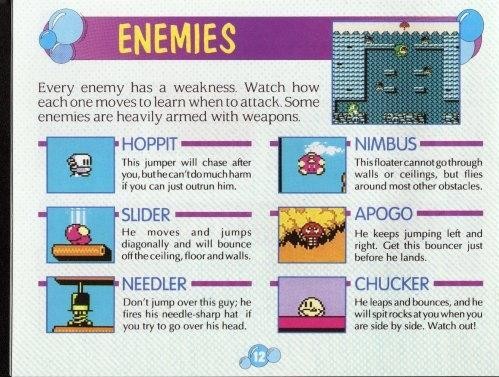 ENEMIES
Every enemy has a weakness. Watch how
each one moves to learn when to attack. Some
enemies are heavily armed with weapons.
HOPPIT
This jumper will chase after
you, but he can't do much harm
if you can just outrun him.
SLIDER
He moves and jumps
diagonally and will bounce
off the ceiling, floor and walls.
NEEDLER
Don't jump over this guy; he
fires his needle-sharp hat if
you try to go over his head.
NIMBUS
This floater cannot go through
walls or ceilings, but flies
around most other obstacles.
APOGO
He keeps jumping left and
right. Get this bouncer just
before he lands.
CHUCKER
He leaps and bounces, and he
will spit rocks at you when you
are side by side. Watch out!
12